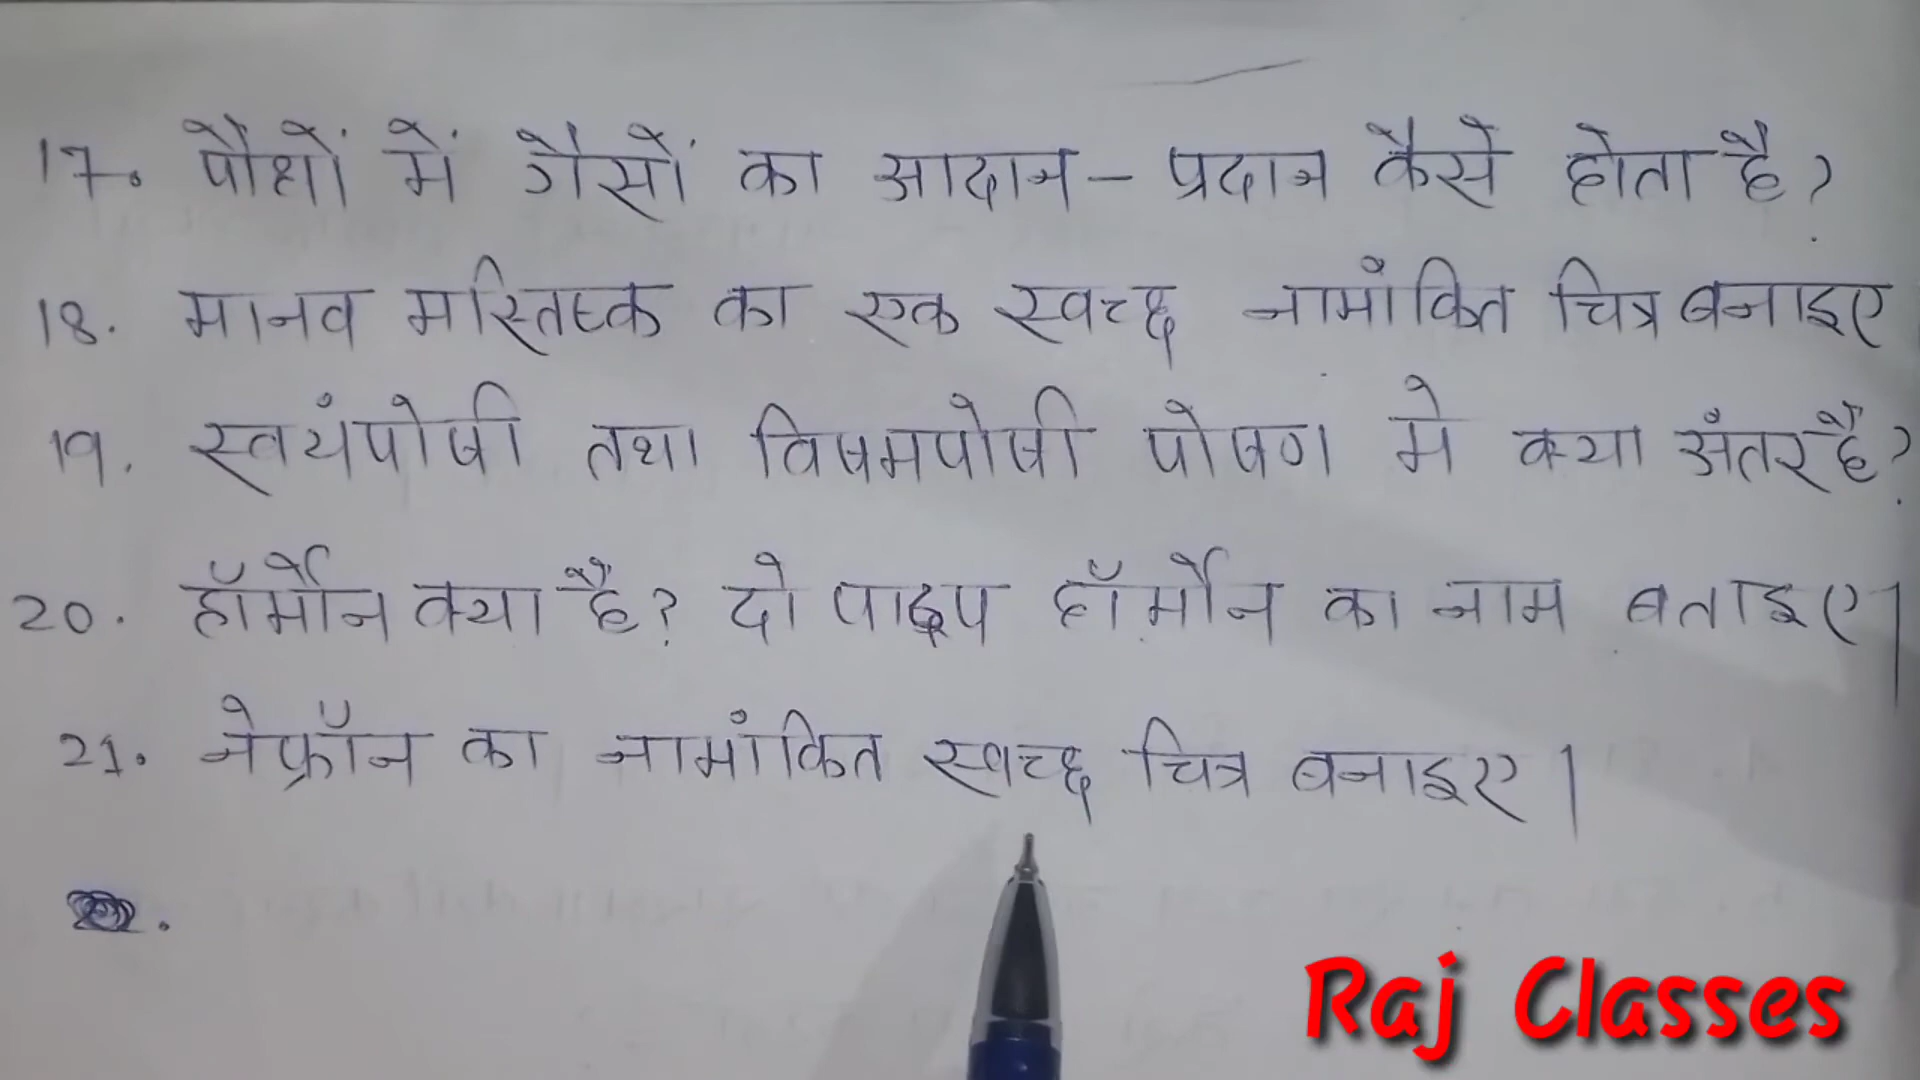 17. पौधों में गैसों का आदान - प्रदान कैसे होता है?
18. मानव मस्तिष्क का एक स्वच्छ नामांकित चित्र बनाइए
19. स्वयंपोषी तथा विषमपोषी पोषण मे क्या अंतर है?
20. हॉर्मोन क्या है? दो पादप हॉर्मोन का नाम बताइए।
21. नेफ्रॉन का नामांकित स्वच्छ चित्र बनाइए।
Raj Classes